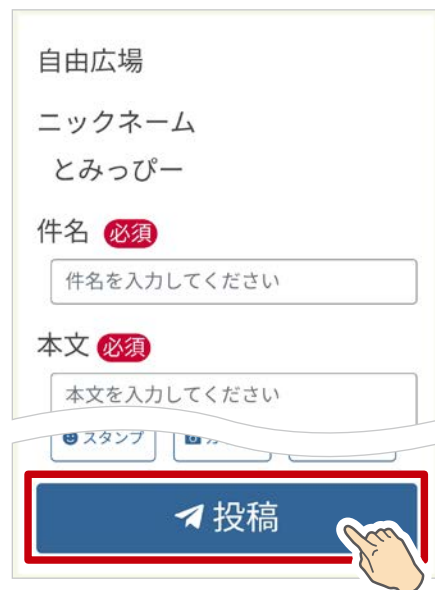 自由広場
ニックネーム
とみっぴー
件名 必須
件名を入力してください
本文 必須
本文を入力してください
スタンプ
投稿